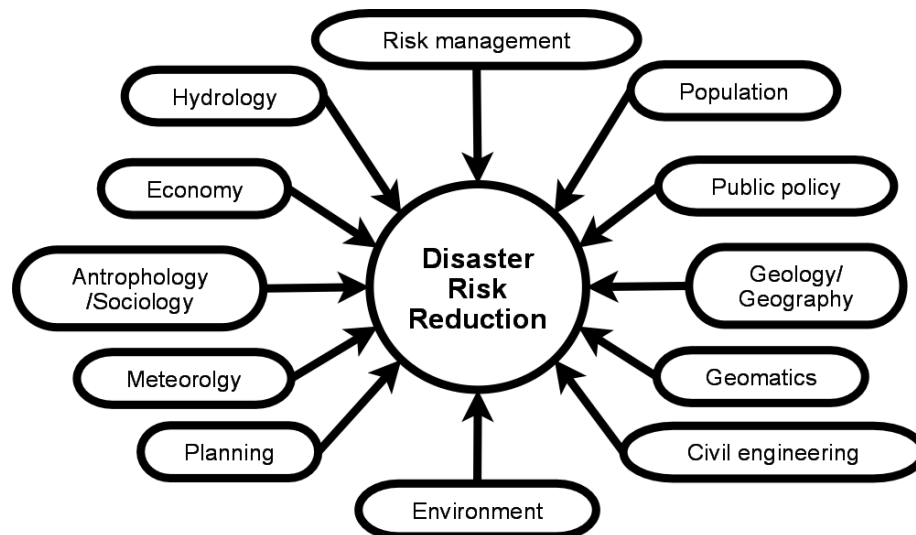 Risk management
Hydrology
Population
Economy
Public policy
Disaster
Risk
Reduction
Antrophology
/Sociology
Geology/
Geography
Meteorolgy
Geomatics
Planning
Civil engineering
Environment